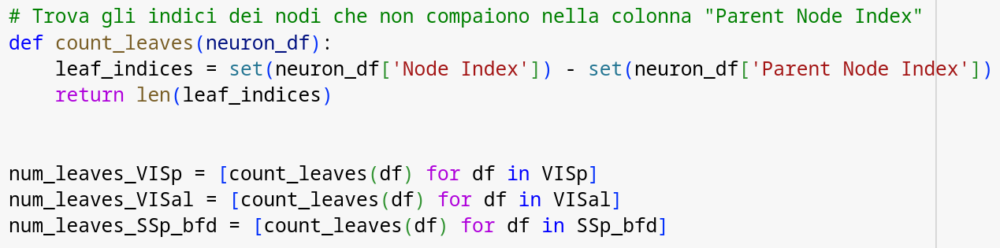 # Trova gli indici dei nodi che non compaiono nella colonna "Parent Node Index"
def count_leaves(neuron_df):
    leaf_indices = set(neuron_df['Node Index']) - set(neuron_df['Parent Node Index'])
    return len(leaf_indices)
num_leaves_VISp = [count_leaves(df) for df in VISp]
num_leaves_VISal = [count_leaves(df) for df in VISal]
num_leaves_SSp_bfd = [count_leaves(df) for df in SSp_bfd]